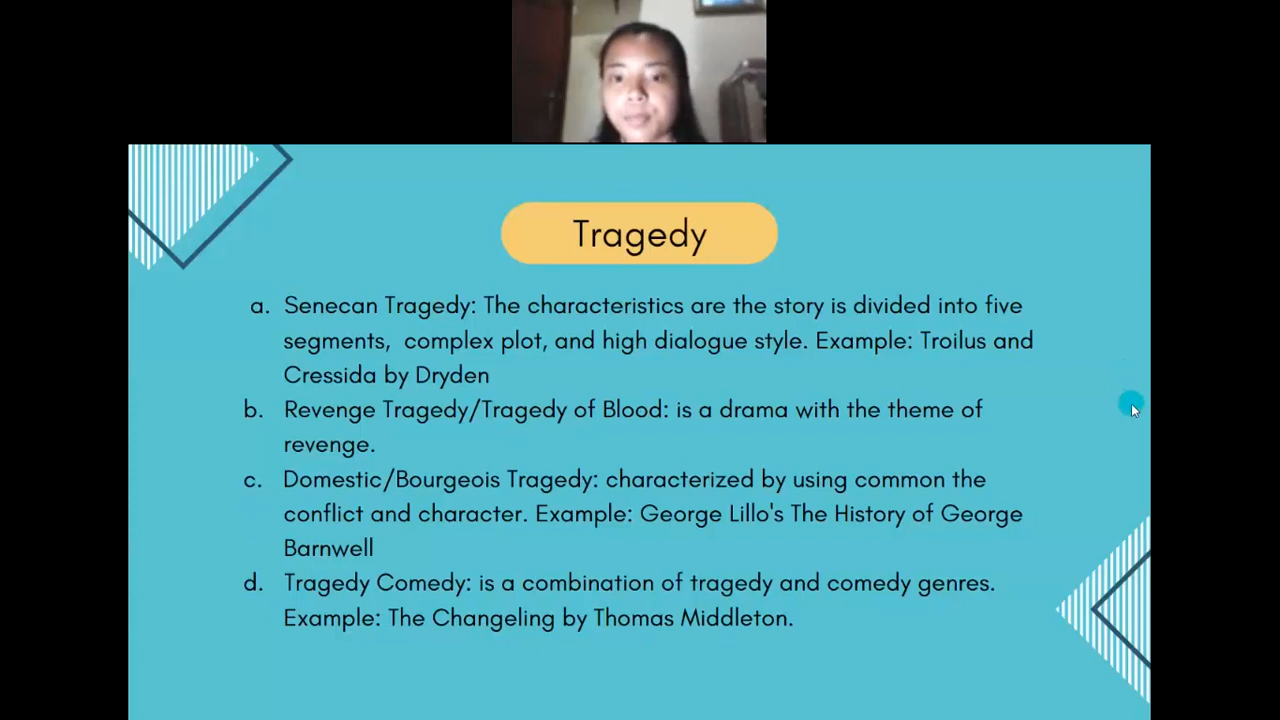 Tragedy
a. Senecan Tragedy: The characteristics are the story is divided into five
segments, complex plot, and high dialogue style. Example: Troilus and
Cressida by Dryden
b. Revenge Tragedy/Tragedy of Blood: is a drama with the theme of
revenge.
c. Domestic/Bourgeois Tragedy: characterized by using common the
conflict and character. Example: George Lillo's The History of George
Barnwell
d. Tragedy Comedy: is a combination of tragedy and comedy genres.
Example: The Changeling by Thomas Middleton.